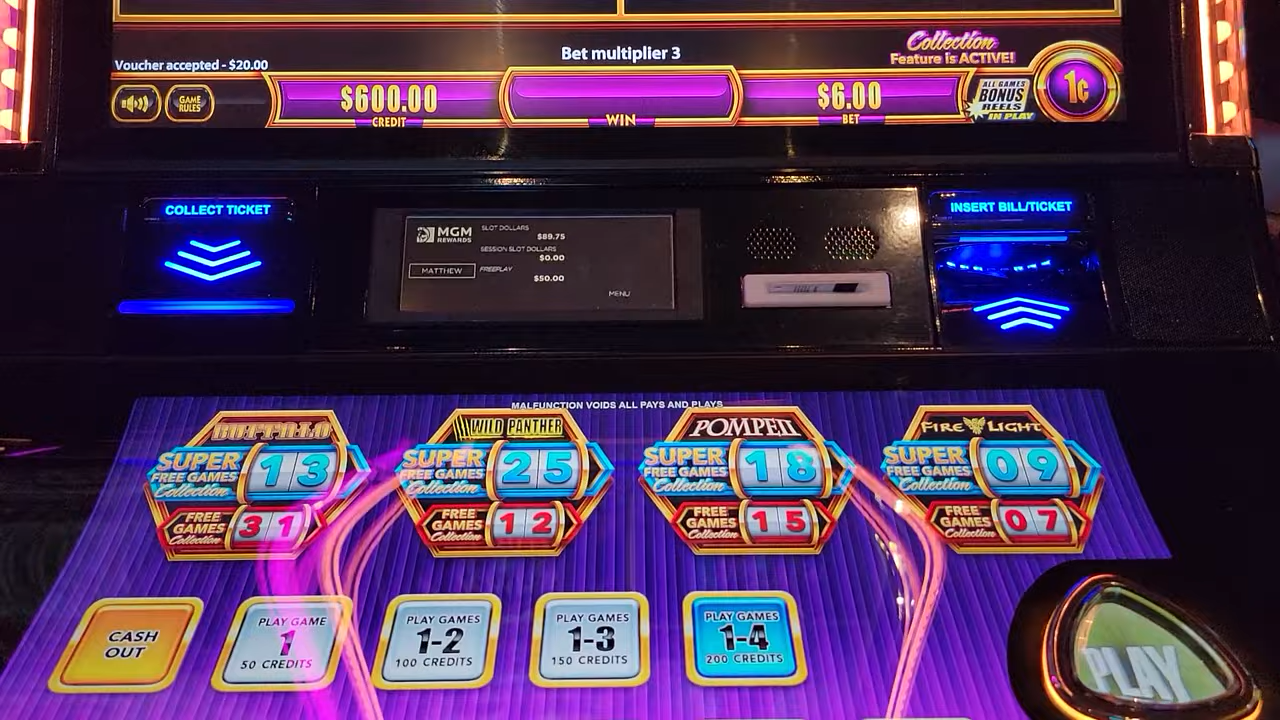 Voucher accepted - $20.00
Bet multiplier 3
Collection
Feature is ACTIVE!
GAME RULES
$600.00
CREDIT
WIN
$6.00
BET
ALL GAMES
BONUS
REELS
IN PLAY
1¢
COLLECT TICKET
MGM
REWARDS
MATTHEW
SLOT DOLLARS
$89.75
SESSION SLOT DOLLARS
$0.00
FREEPLAY
$50.00
MENU
INSERT BILL/TICKET
MALFUNCTION VOIDS ALL PAYS AND PLAYS
BUFFALO
SUPER
FREE GAMES
Collection
13
FREE
GAMES
Collection
31
WILD PANTHER
SUPER
FREE GAMES
Collection
25
FREE
GAMES
Collection
12
POMPEII
SUPER
FREE GAMES
Collection
18
FREE
GAMES
Collection
15
FIRE LIGHT
SUPER
FREE GAMES
Collection
09
FREE
GAMES
Collection
07
CASH
OUT
PLAY GAME
1
50 CREDITS
PLAY GAMES
1-2
100 CREDITS
PLAY GAMES
1-3
150 CREDITS
PLAY GAMES
1-4
200 CREDITS
PLAY